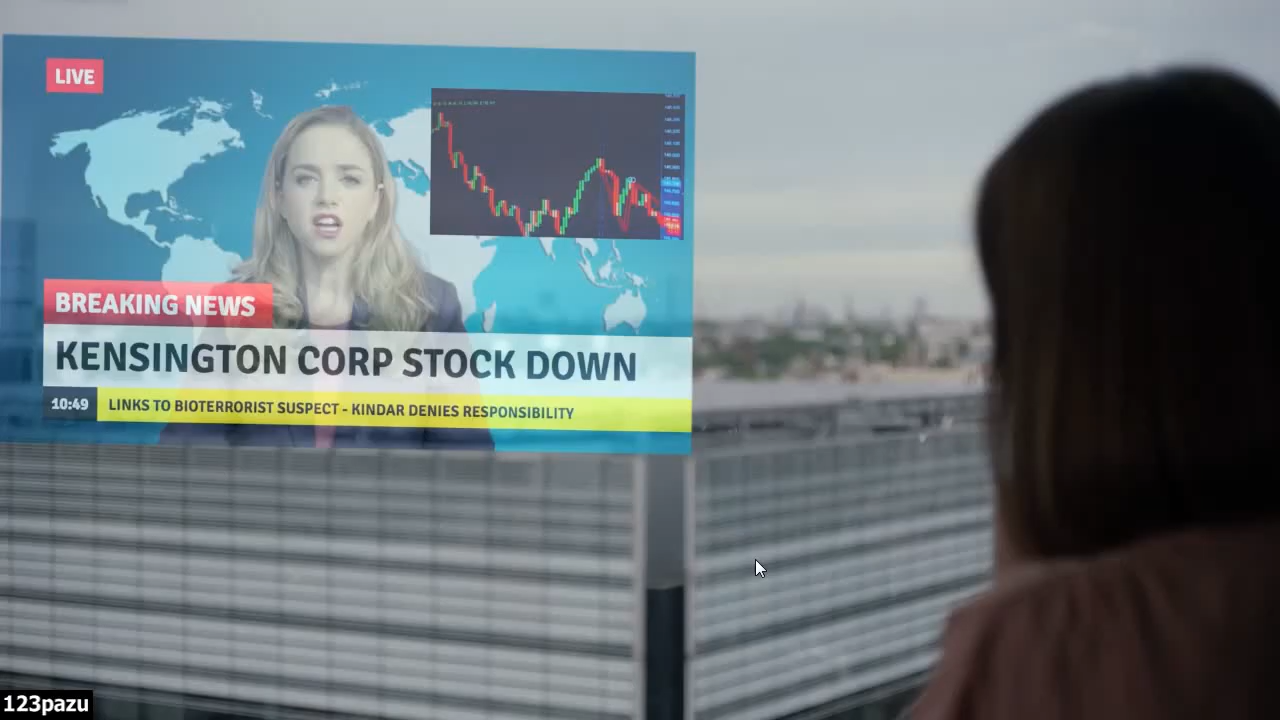 LIVE
BREAKING NEWS
KENSINGTON CORP STOCK DOWN
10:49 LINKS TO BIOTERRORIST SUSPECT - KINDAR DENIES RESPONSIBILITY
123pazu